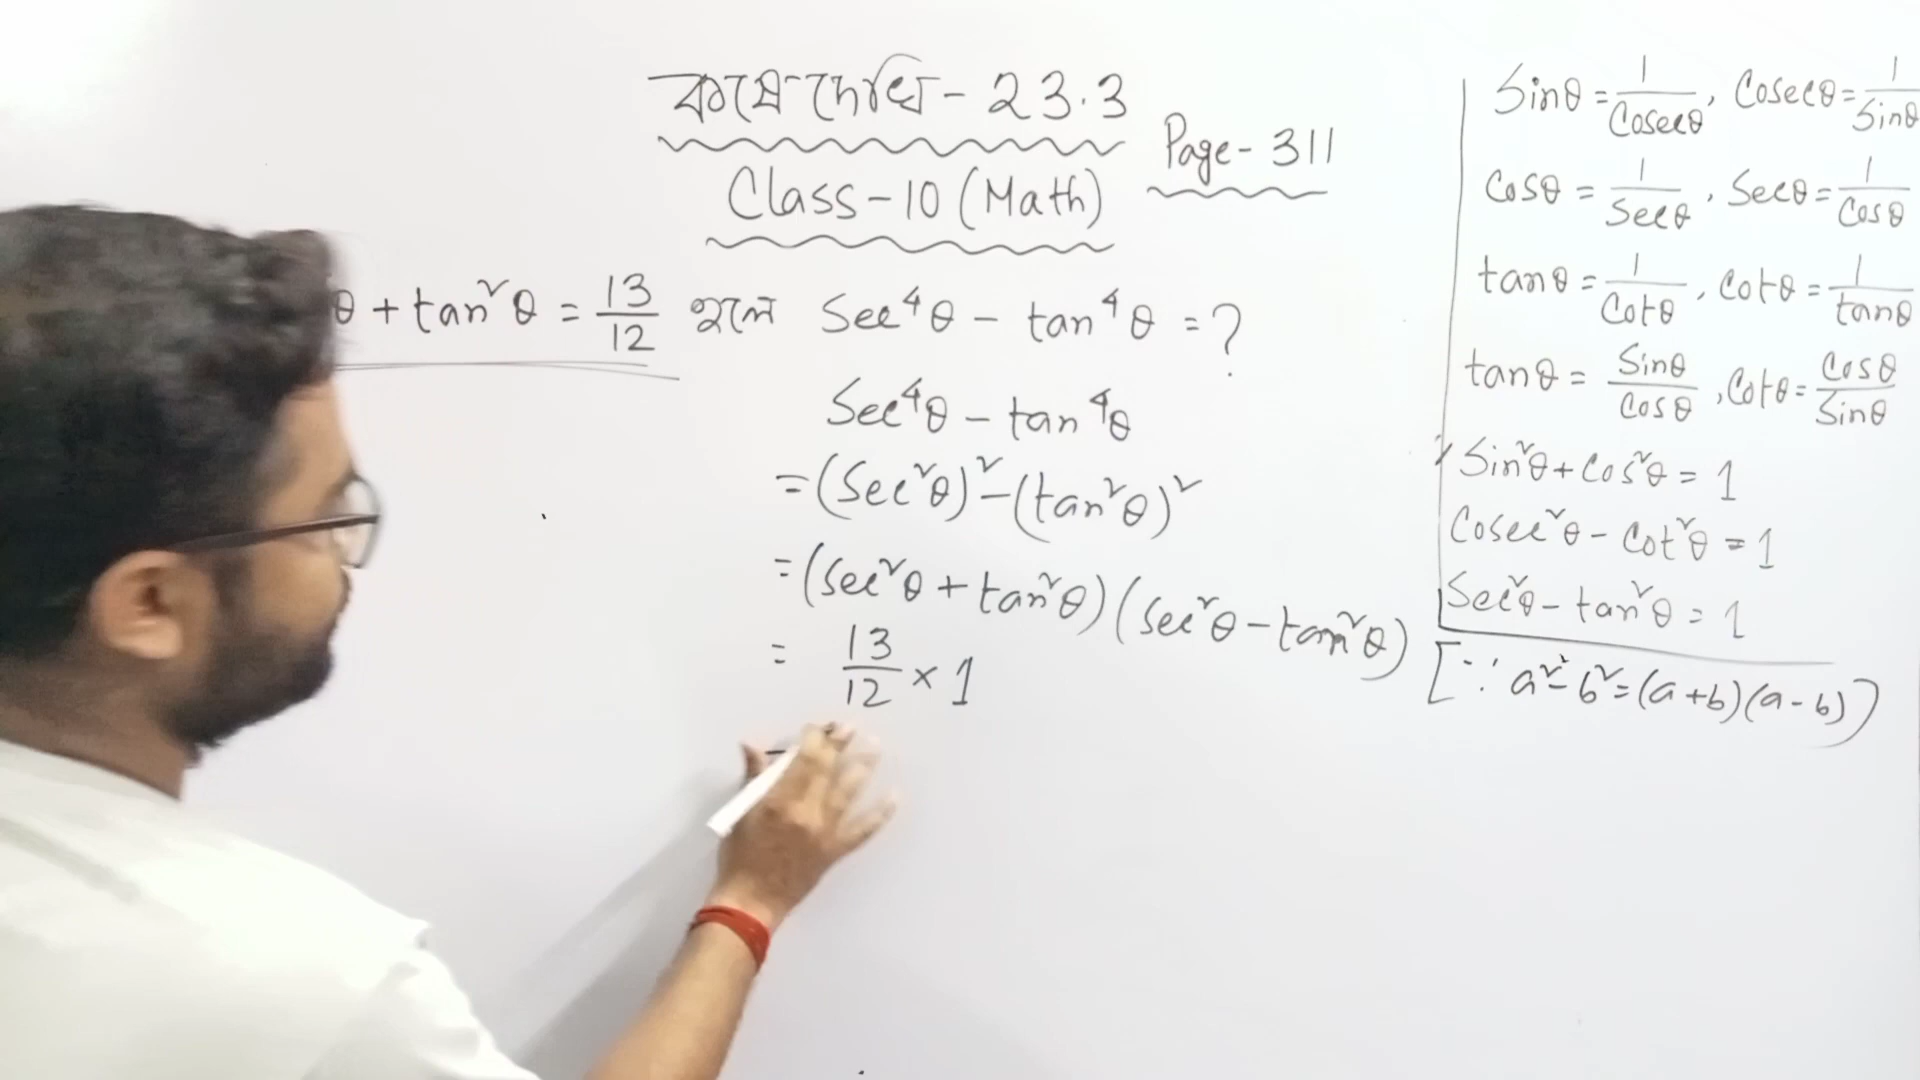 কষে দেখি - 23.3
Page - 311
Class - 10 (Math)
θ + tan²θ = 13/12 হলে Sec⁴θ - tan⁴θ = ?
Sec⁴θ - tan⁴θ
= (Sec²θ)² - (tan²θ)²
= (Sec²θ + tan²θ) (Sec²θ - tan²θ) [∵ a² - b² = (a+b)(a-b)]
= 13/12 × 1
Sinθ = 1/Cosecθ, Cosecθ = 1/Sinθ
Cosθ = 1/Secθ, Secθ = 1/Cosθ
tanθ = 1/Cotθ, Cotθ = 1/tanθ
tanθ = Sinθ/Cosθ, Cotθ = Cosθ/Sinθ
Sin²θ + Cos²θ = 1
Cosec²θ - Cot²θ = 1
Sec²θ - tan²θ = 1